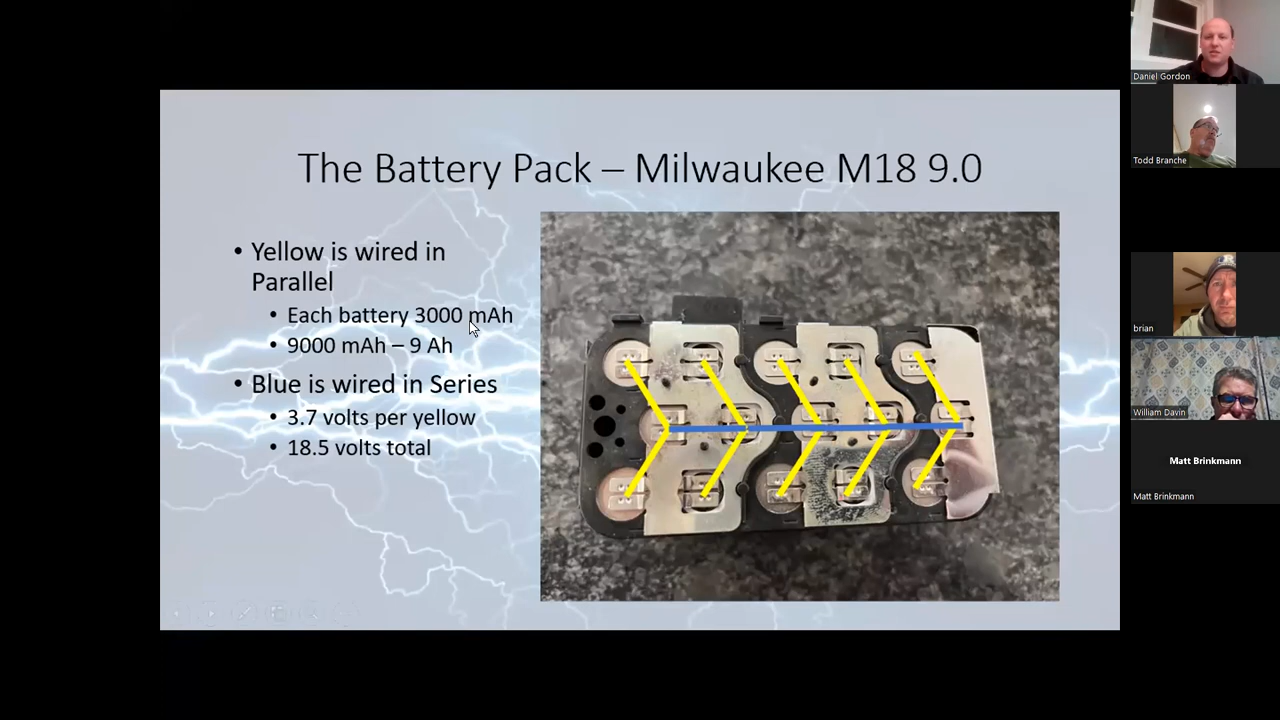 The Battery Pack – Milwaukee M18 9.0
• Yellow is wired in
Parallel
• Each battery 3000 mAh
• 9000 mAh – 9 Ah
• Blue is wired in Series
• 3.7 volts per yellow
• 18.5 volts total
Daniel Gordon
Todd Branche
brian
William Davin
Matt Brinkmann
Matt Brinkmann